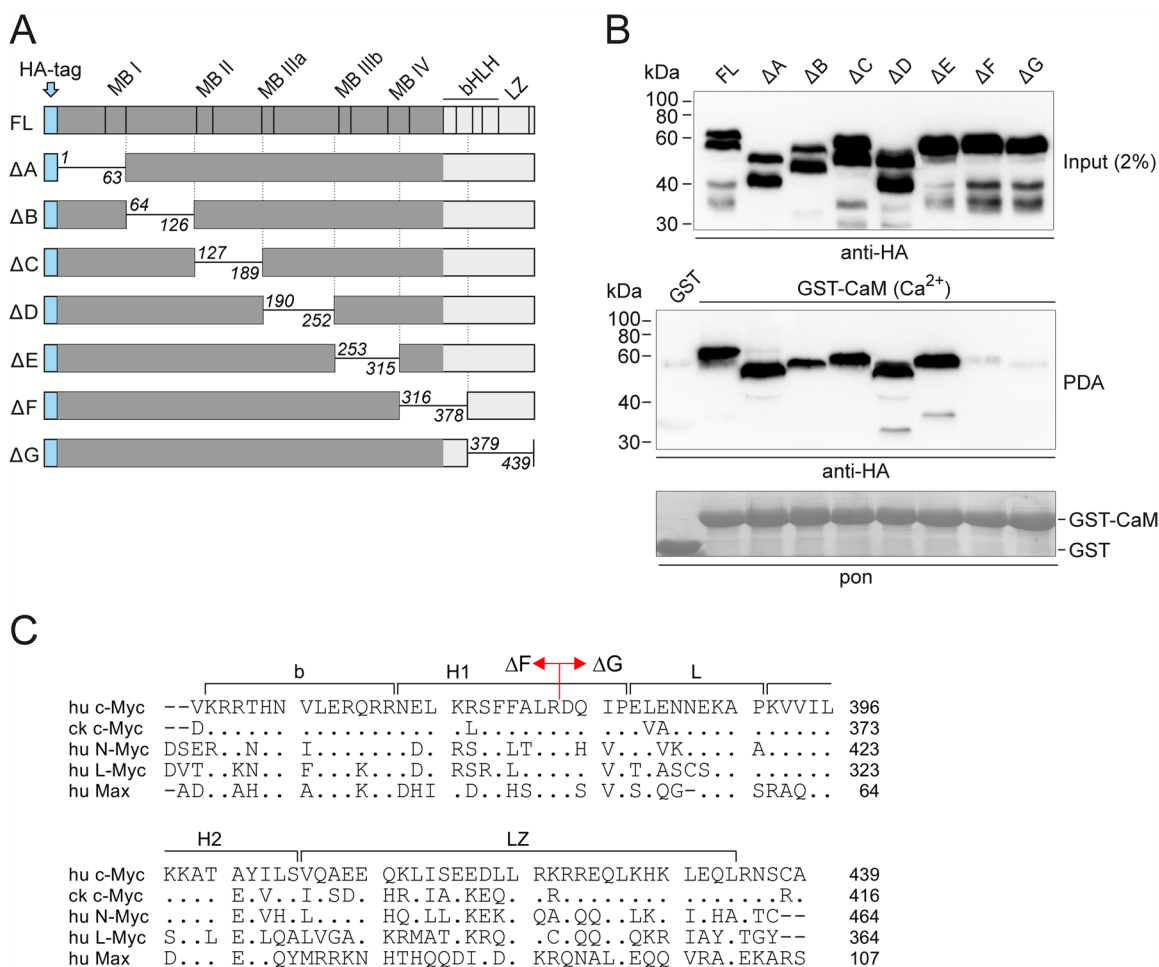 A
HA-tag
MB I
MB II
MB IIIa
MB IIIb
MB IV
bHLH
LZ
FL
ΔA 1 63
ΔB 64 126
ΔC 127 189
ΔD 190 252
ΔE 253 315
ΔF 316 378
ΔG 379 439
B
kDa FL ΔA ΔB ΔC ΔD ΔE ΔF ΔG
100
80
60
40
30
Input (2%)
anti-HA
kDa GST GST-CaM (Ca2+)
100
80
60
40
30
PDA
anti-HA
GST-CaM
GST
pon
C
b H1 ΔF ΔG L
hu c-Myc --VKRRTHN VLERQRRNEL KRSFFALRDQ IPELENNEKA PKVVIL 396
ck c-Myc --D...... .......... ..L....... ....VA.... ...... 373
hu N-Myc DSER..N.. I.......D. RS..LT...H V...VK.... A..... 423
hu L-Myc DVT..KN.. F...K...D. RSR.L..... V.T.ASCS.. ...... 323
hu Max -AD..AH.. A...K..DHI .D..HS...S V.S.QG-... SRAQ.. 64
H2 LZ
hu c-Myc KKAT AYILSVQAEE QKLISEEDLL RKRREQLKHK LEQLRNSCA 439
ck c-Myc .... E.V..I.SD. HR.IA.KEQ. .R........ .......R. 416
hu N-Myc .... E.VH.L.... HQ.LL.KEK. QA.QQ..LK. I.HA.TC-- 464
hu L-Myc S..L E.LQALVGA. KRMAT.KRQ. .C.QQ..QKR IAY.TGY-- 364
hu Max D... E..QYMRRKN HTHQQDI.D. KRQNAL.EQQ VRA.EKARS 107